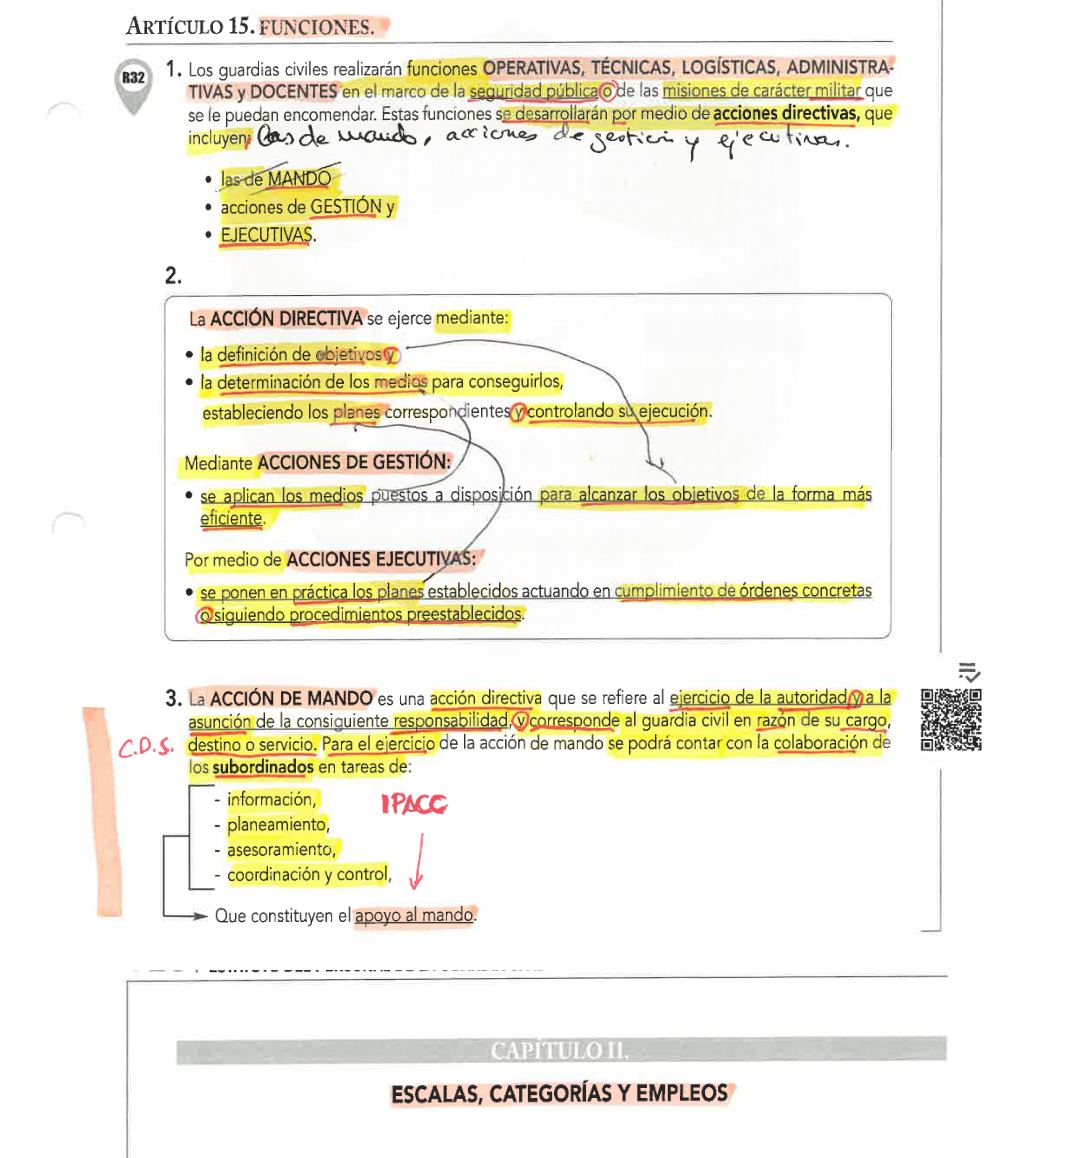 ARTÍCULO 15. FUNCIONES.
R32
1. Los guardias civiles realizarán funciones OPERATIVAS, TÉCNICAS, LOGÍSTICAS, ADMINISTRA-
TIVAS y DOCENTES en el marco de la seguridad pública o de las misiones de carácter militar que
se le puedan encomendar. Estas funciones se desarrollarán por medio de acciones directivas, que
incluyen: las de mando, acciones de gestión y ejecutivas.
• las de MANDO
• acciones de GESTIÓN y
• EJECUTIVAS.
2.
La ACCIÓN DIRECTIVA se ejerce mediante:
• la definición de objetivos y
• la determinación de los medios para conseguirlos,
estableciendo los planes correspondientes y controlando su ejecución.
Mediante ACCIONES DE GESTIÓN:
• se aplican los medios puestos a disposición para alcanzar los objetivos de la forma más
eficiente.
Por medio de ACCIONES EJECUTIVAS:
• se ponen en práctica los planes establecidos actuando en cumplimiento de órdenes concretas
o siguiendo procedimientos preestablecidos.
3. La ACCIÓN DE MANDO es una acción directiva que se refiere al ejercicio de la autoridad y a la
asunción de la consiguiente responsabilidad, y corresponde al guardia civil en razón de su cargo,
C.D.S. destino o servicio. Para el ejercicio de la acción de mando se podrá contar con la colaboración de
los subordinados en tareas de:
- información,
IPACC
- planeamiento,
- asesoramiento,
- coordinación y control,
Que constituyen el apoyo al mando.
CAPÍTULO II.
ESCALAS, CATEGORÍAS Y EMPLEOS